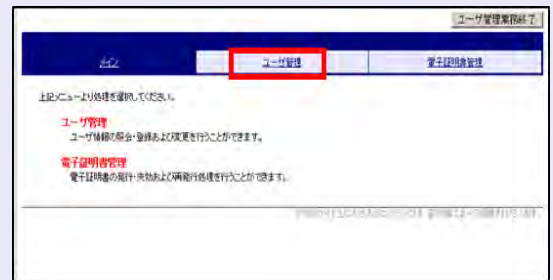 ユーザ管理業務終了
メイン
ユーザ管理
電子証明書管理
上記メニューより処理を選択してください。
ユーザ管理
ユーザ情報の照会・登録および変更を行うことができます。
電子証明書管理
電子証明書の発行・失効および再発行処理を行うことができます。